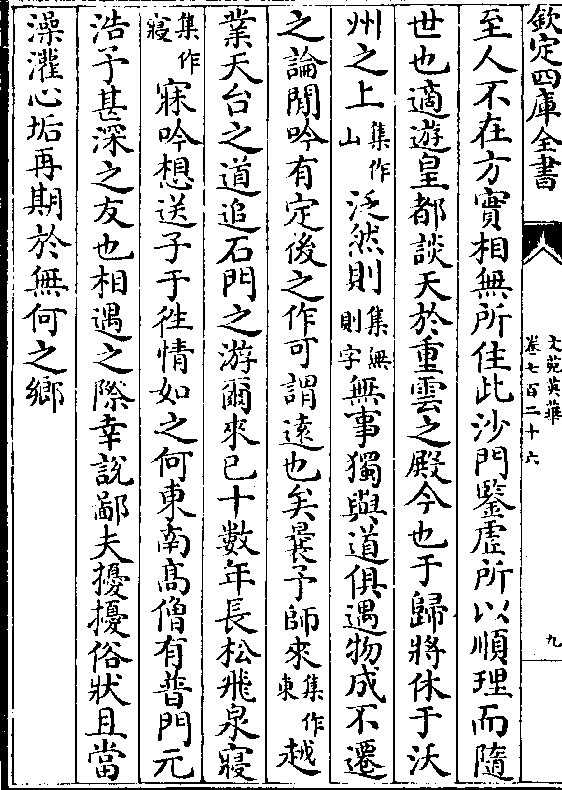 欽定四庫全書
文苑英華
卷七百二十六
九
至人不在方實相無所住此沙門鑒虛所以順理而隨
世也適遊皇都談天於重雲之殿今也于歸將休于沃
州之上集作山泛然則集無則字無事獨與道俱遇物成不遷
之論閒吟有定後之作可謂遠也矣曩予師來集作東越
業天台之道追石門之游爾來已十數年長松飛泉寢
集作寢寐吟想送子于徃情如之何東南髙僧有普門元
浩予甚深之友也相遇之際幸說鄙夫擾擾俗狀且當
澡灌心垢再期於無何之鄉